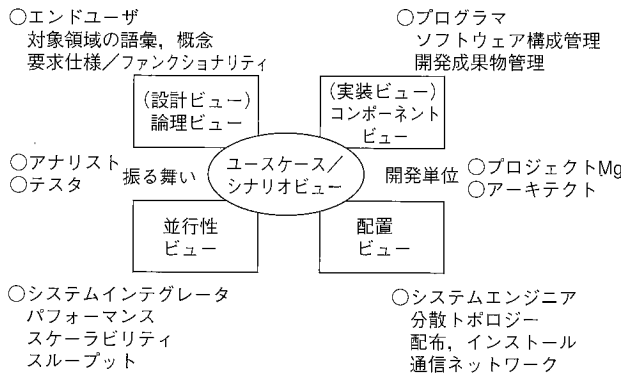 ○エンドユーザ
対象領域の語彙，概念
要求仕様／ファンクショナリティ
○プログラマ
ソフトウェア構成管理
開発成果物管理
（設計ビュー）
論理ビュー
（実装ビュー）
コンポーネント
ビュー
○アナリスト
○テスタ
振る舞い
ユースケース／
シナリオビュー
開発単位
○プロジェクトMg
○アーキテクト
並行性
ビュー
配置
ビュー
○システムインテグレータ
パフォーマンス
スケーラビリティ
スループット
○システムエンジニア
分散トポロジー
配布，インストール
通信ネットワーク